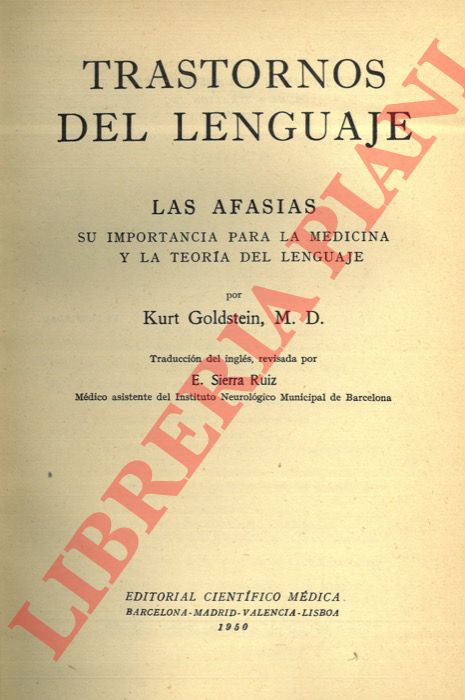 TRASTORNOS
DEL LENGUAJE
LAS AFASIAS
SU IMPORTANCIA PARA LA MEDICINA
Y LA TEORÍA DEL LENGUAJE
por
Kurt Goldstein, M. D.
Traducción del inglés, revisada por
E. Sierra Ruiz
Médico asistente del Instituto Neurológico Municipal de Barcelona
EDITORIAL CIENTÍFICO MÉDICA
BARCELONA-MADRID-VALENCIA-LISBOA
1950
LIBRERIA PIANI